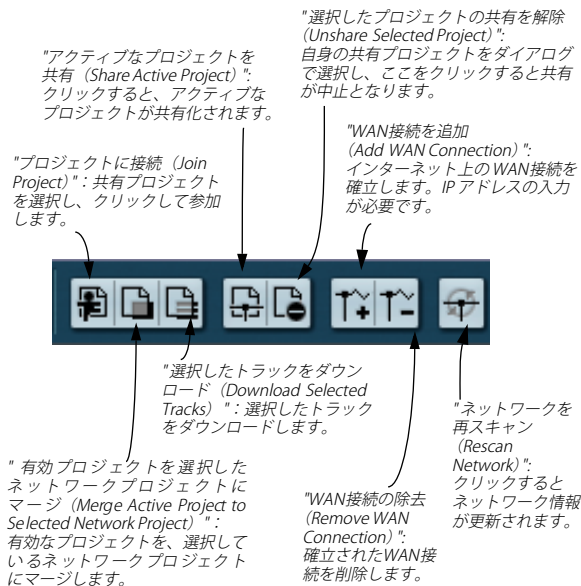 "選択したプロジェクトの共有を解除
(Unshare Selected Project)":
自身の共有プロジェクトをダイアログ
で選択し、ここをクリックすると共有
が中止となります。
"アクティブなプロジェクトを
共有（Share Active Project）":
クリックすると、アクティブな
プロジェクトが共有化されます。
"WAN接続を追加
（Add WAN Connection）":
インターネット上のWAN接続を
確立します。IP アドレスの入力
が必要です。
"プロジェクトに接続（Join
Project）"：共有プロジェクト
を選択し、クリックして参加
します。
"選択したトラックをダウン
ロード（Download Selected
Tracks）"：選択したトラック
をダウンロードします。
"ネットワークを
再スキャン
(Rescan
Network)":
クリックすると
ネットワーク情報
が更新されます。
" 有効プロジェクトを選択した
ネットワークプロジェクトに
マージ（Merge Active Project to
Selected Network Project）"：
有効なプロジェクトを、選択して
いるネットワークプロジェクト
にマージします。
"WAN接続の除去
(Remove WAN
Connection)":
確立されたWAN接
続を削除します。